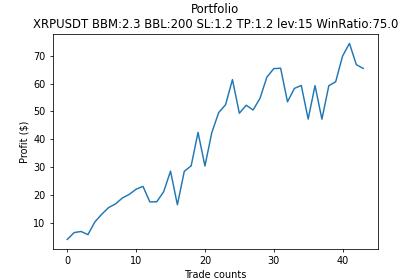 Portfolio
XRPUSDT BBM:2.3 BBL:200 SL:1.2 TP:1.2 lev:15 WinRatio:75.0
70
60
50
40
30
20
10
Profit ($)
0 10 20 30 40
Trade counts